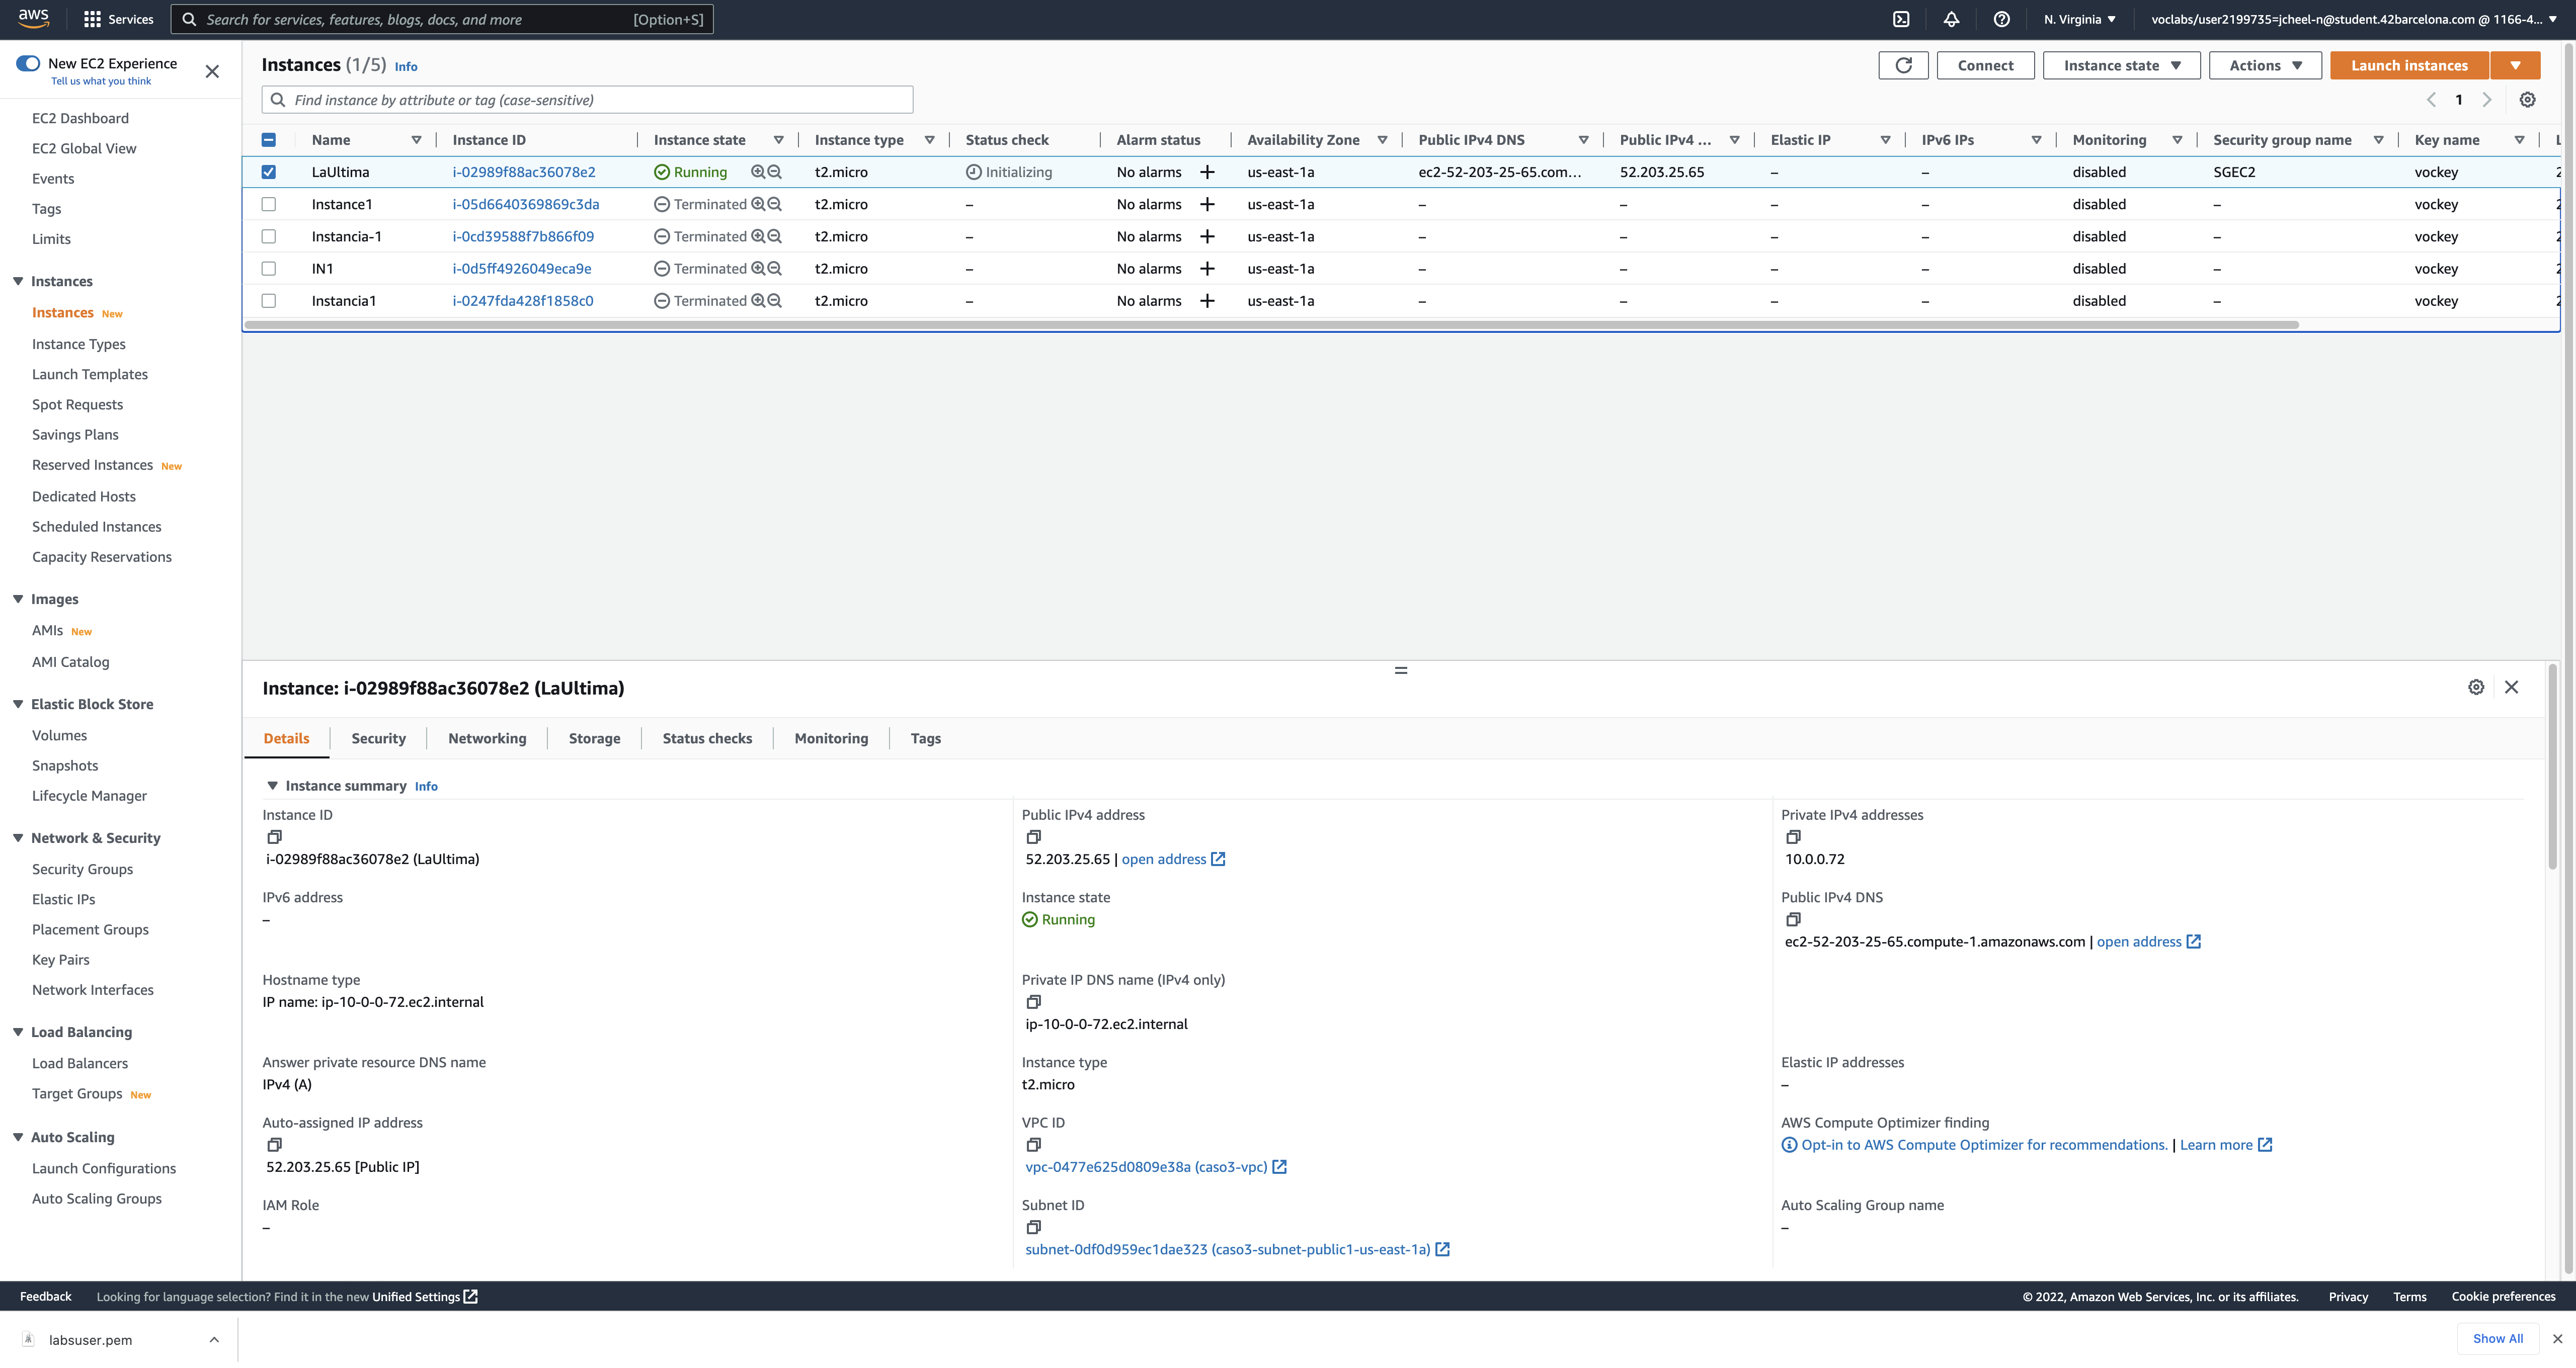 aws
Services
Search for services, features, blogs, docs, and more
[Option+S]
N. Virginia
voclabs/user2199735=jcheel-n@student.42barcelona.com @ 1166-4...
New EC2 Experience
Tell us what you think
EC2 Dashboard
EC2 Global View
Events
Tags
Limits
Instances
Instances New
Instance Types
Launch Templates
Spot Requests
Savings Plans
Reserved Instances New
Dedicated Hosts
Scheduled Instances
Capacity Reservations
Images
AMIs New
AMI Catalog
Elastic Block Store
Volumes
Snapshots
Lifecycle Manager
Network & Security
Security Groups
Elastic IPs
Placement Groups
Key Pairs
Network Interfaces
Load Balancing
Load Balancers
Target Groups New
Auto Scaling
Launch Configurations
Auto Scaling Groups
Instances (1/5) Info
Connect
Instance state
Actions
Launch instances
Find instance by attribute or tag (case-sensitive)
1
Name Instance ID Instance state Instance type Status check Alarm status Availability Zone Public IPv4 DNS Public IPv4 ... Elastic IP IPv6 IPs Monitoring Security group name Key name
LaUltima i-02989f88ac36078e2 Running t2.micro Initializing No alarms + us-east-1a ec2-52-203-25-65.com... 52.203.25.65 – – disabled SGEC2 vockey
Instance1 i-05d6640369869c3da Terminated t2.micro – No alarms + us-east-1a – – – – disabled – vockey
Instancia-1 i-0cd39588f7b866f09 Terminated t2.micro – No alarms + us-east-1a – – – – disabled – vockey
IN1 i-0d5ff4926049eca9e Terminated t2.micro – No alarms + us-east-1a – – – – disabled – vockey
Instancia1 i-0247fda428f1858c0 Terminated t2.micro – No alarms + us-east-1a – – – – disabled – vockey
Instance: i-02989f88ac36078e2 (LaUltima)
Details Security Networking Storage Status checks Monitoring Tags
Instance summary Info
Instance ID
i-02989f88ac36078e2 (LaUltima)
Public IPv4 address
52.203.25.65 | open address
Private IPv4 addresses
10.0.0.72
IPv6 address
–
Instance state
Running
Public IPv4 DNS
ec2-52-203-25-65.compute-1.amazonaws.com | open address
Hostname type
IP name: ip-10-0-0-72.ec2.internal
Private IP DNS name (IPv4 only)
ip-10-0-0-72.ec2.internal
Answer private resource DNS name
IPv4 (A)
Instance type
t2.micro
Elastic IP addresses
–
Auto-assigned IP address
52.203.25.65 [Public IP]
VPC ID
vpc-0477e625d0809e38a (caso3-vpc)
AWS Compute Optimizer finding
Opt-in to AWS Compute Optimizer for recommendations. | Learn more
IAM Role
–
Subnet ID
subnet-0df0d959ec1dae323 (caso3-subnet-public1-us-east-1a)
Auto Scaling Group name
–
Feedback
Looking for language selection? Find it in the new Unified Settings
© 2022, Amazon Web Services, Inc. or its affiliates.
Privacy
Terms
Cookie preferences
labsuser.pem
Show All